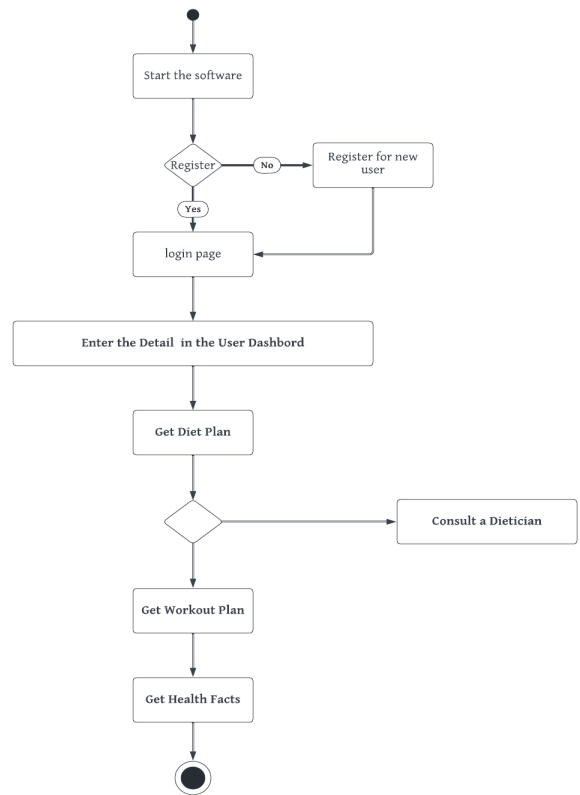 Start the software
Register
No
Register for new
user
Yes
login page
Enter the Detail  in the User Dashbord
Get Diet Plan
Consult a Dietician
Get Workout Plan
Get Health Facts